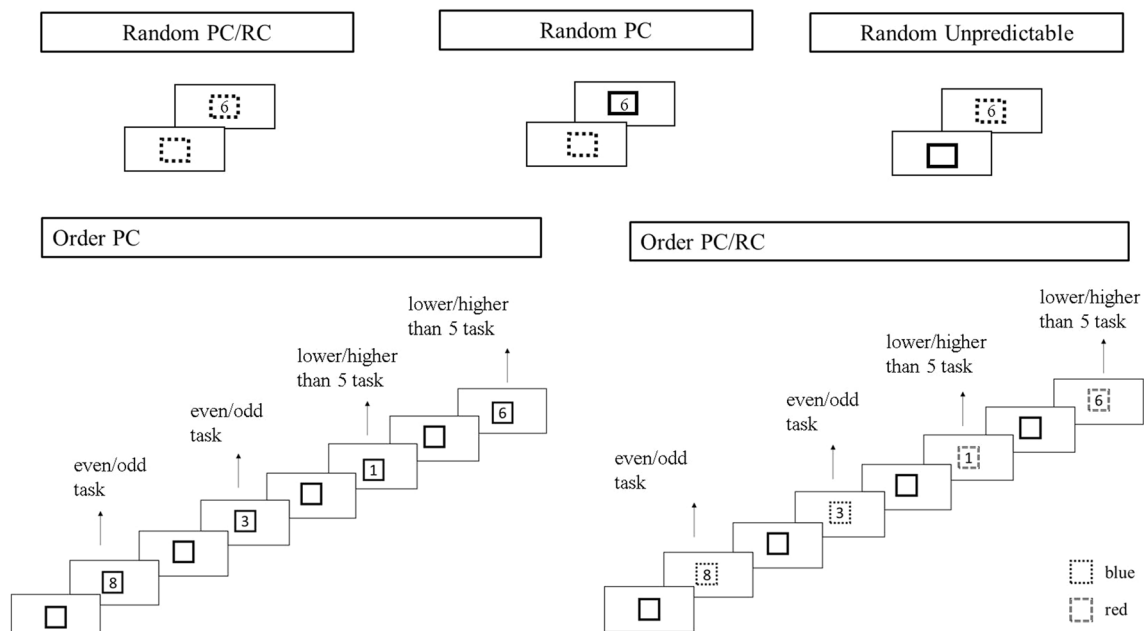 Random PC/RC
Random PC
Random Unpredictable
6
6
6
Order PC
lower/higher
than 5 task
lower/higher
than 5 task
even/odd
task
even/odd
task
6
1
3
8
Order PC/RC
lower/higher
than 5 task
lower/higher
than 5 task
even/odd
task
even/odd
task
6
1
3
8
blue
red